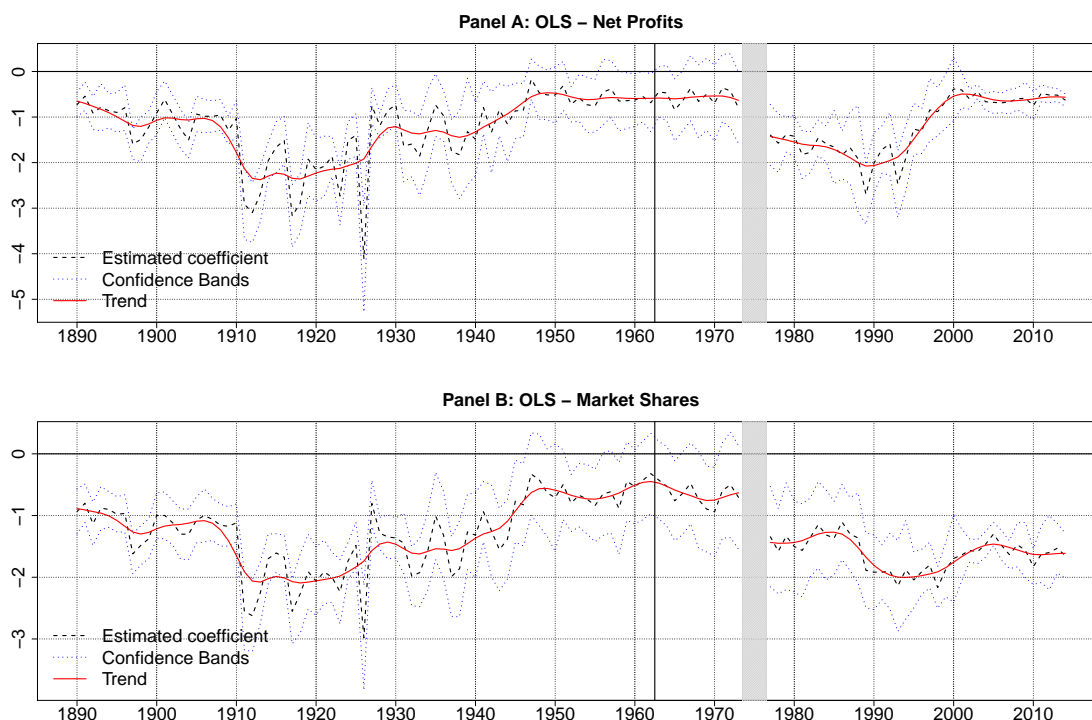 Panel A: OLS − Net Profits
0
−1
−2
−3
−4
−5
Estimated coefficient
Confidence Bands
Trend
1890 1900 1910 1920 1930 1940 1950 1960 1970 1980 1990 2000 2010
Panel B: OLS − Market Shares
0
−1
−2
−3
Estimated coefficient
Confidence Bands
Trend
1890 1900 1910 1920 1930 1940 1950 1960 1970 1980 1990 2000 2010